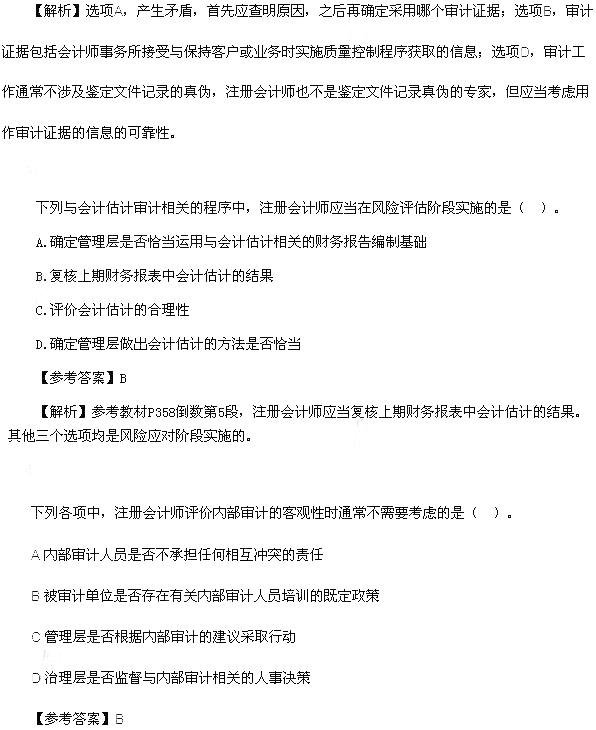 【解析】选项A，产生矛盾，首先应查明原因，之后再确定采用哪个审计证据；选项B，审计
证据包括会计师事务所接受与保持客户或业务时实施质量控制程序获取的信息；选项D，审计工
作通常不涉及鉴定文件记录的真伪，注册会计师也不是鉴定文件记录真伪的专家，但应当考虑用
作审计证据的信息的可靠性。
下列与会计估计审计相关的程序中，注册会计师应当在风险评估阶段实施的是（ ）。
A.确定管理层是否恰当运用与会计估计相关的财务报告编制基础
B.复核上期财务报表中会计估计的结果
C.评价会计估计的合理性
D.确定管理层做出会计估计的方法是否恰当
【参考答案】B
【解析】参考教材P358倒数第5段，注册会计师应当复核上期财务报表中会计估计的结果。
其他三个选项均是风险应对阶段实施的。
下列各项中，注册会计师评价内部审计的客观性时通常不需要考虑的是（ ）。
A 内部审计人员是否不承担任何相互冲突的责任
B 被审计单位是否存在有关内部审计人员培训的既定政策
C 管理层是否根据内部审计的建议采取行动
D 治理层是否监督与内部审计相关的人事决策
【参考答案】B